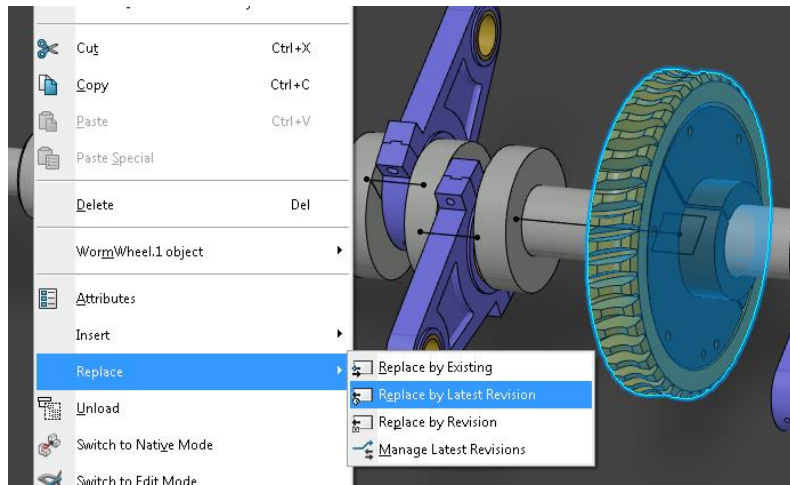 Cut Ctrl+X
Copy Ctrl+C
Paste Ctrl+V
Paste Special
Delete Del
WormWheel.1 object
Attributes
Insert
Replace
Unload
Switch to Native Mode
Switch to Edit Mode
Replace by Existing
Replace by Latest Revision
Replace by Revision
Manage Latest Revisions